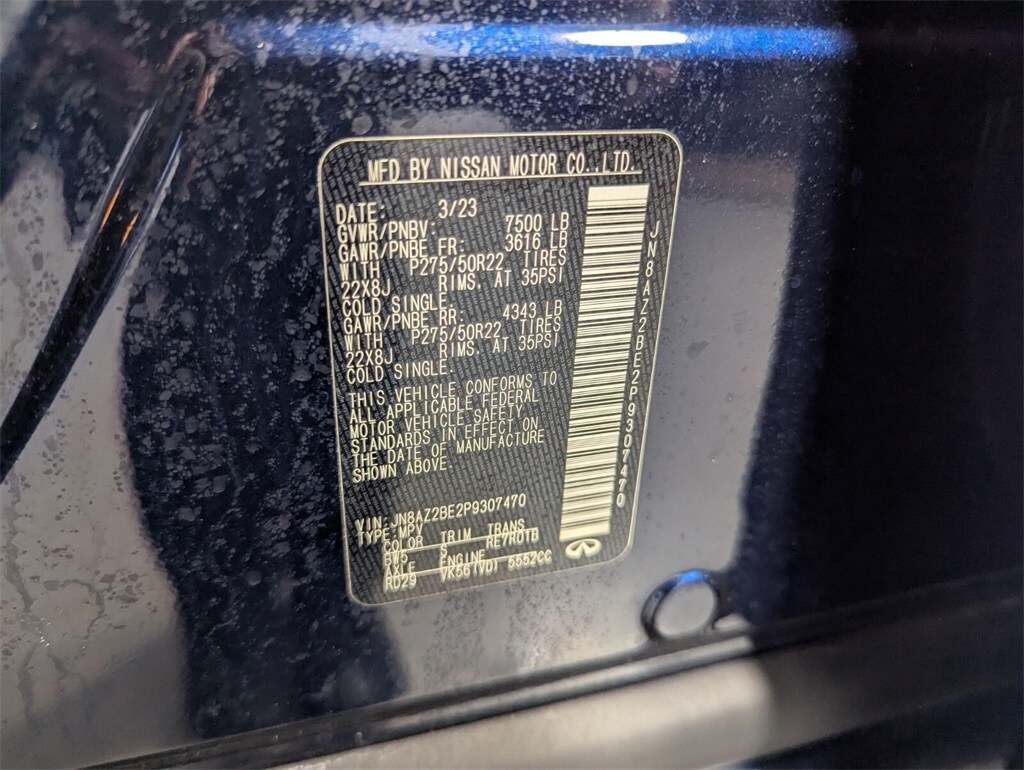 MFD BY NISSAN MOTOR CO.,LTD.
DATE: 3/23
GVWR/PNBV: 7500 LB
GAWR/PNBE FR: 3616 LB
WITH P275/50R22 TIRES
22X8J RIMS. AT 35PSI
COLD SINGLE.
GAWR/PNBE RR: 4343 LB
WITH P275/50R22 TIRES
22X8J RIMS. AT 35PSI
COLD SINGLE.
THIS VEHICLE CONFORMS TO
ALL APPLICABLE FEDERAL
MOTOR VEHICLE SAFETY
STANDARDS IN EFFECT ON
THE DATE OF MANUFACTURE
SHOWN ABOVE.
VIN: JN8AZ2BE2P9307470
TYPE: MPV
COLOR TRIM TRANS
BW5 S RE7R01B
AXLE ENGINE
RD29 VK56(VD) 5552CC
JN8AZ2BE2P9307470